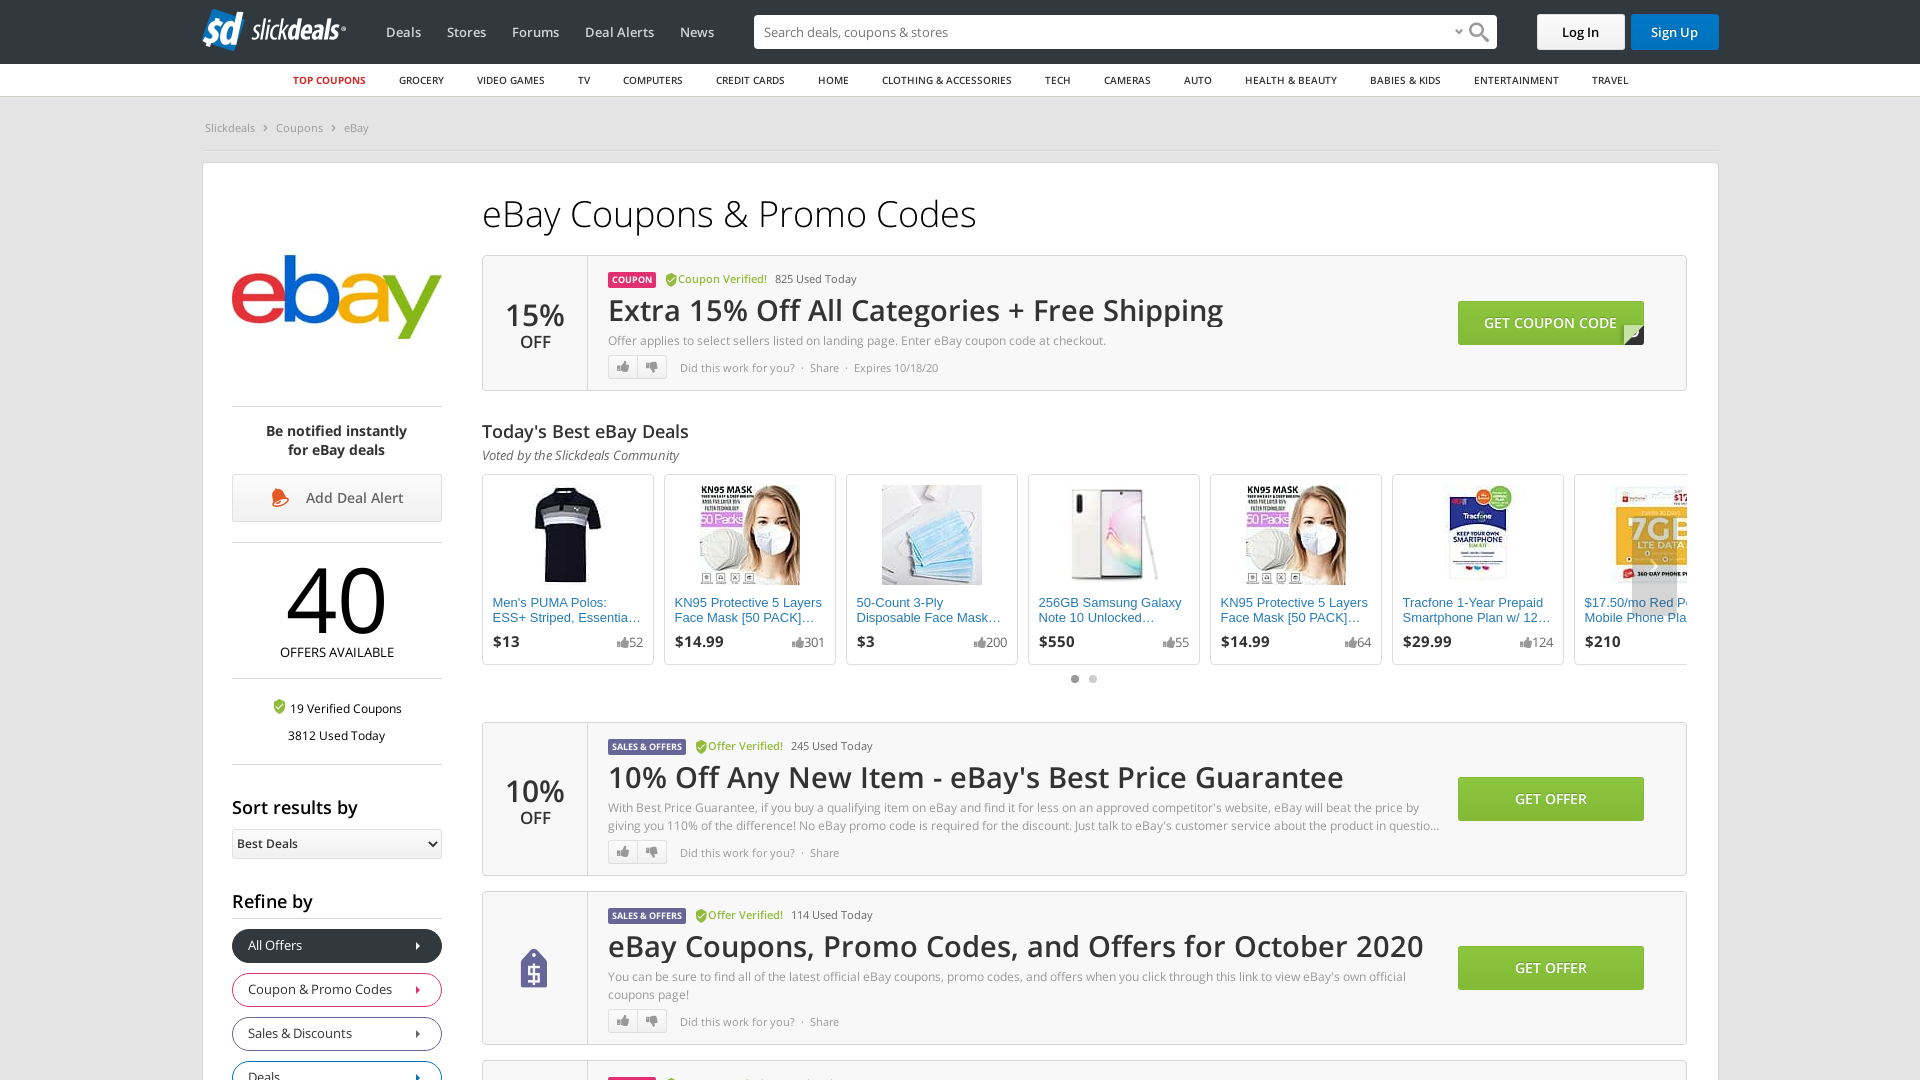 slickdeals
Deals
Stores
Forums
Deal Alerts
News
Search deals, coupons & stores
Log In
Sign Up
TOP COUPONS
GROCERY
VIDEO GAMES
TV
COMPUTERS
CREDIT CARDS
HOME
CLOTHING & ACCESSORIES
TECH
CAMERAS
AUTO
HEALTH & BEAUTY
BABIES & KIDS
ENTERTAINMENT
TRAVEL
Slickdeals
Coupons
eBay
ebay
Be notified instantly
for eBay deals
Add Deal Alert
40
OFFERS AVAILABLE
19 Verified Coupons
3812 Used Today
Sort results by
Best Deals
Refine by
All Offers
Coupon & Promo Codes
Sales & Discounts
Deals
eBay Coupons & Promo Codes
15%
OFF
COUPON Coupon Verified! 825 Used Today
Extra 15% Off All Categories + Free Shipping
Offer applies to select sellers listed on landing page. Enter eBay coupon code at checkout.
Did this work for you? · Share · Expires 10/18/20
GET COUPON CODE
Today's Best eBay Deals
Voted by the Slickdeals Community
Men's PUMA Polos:
ESS+ Striped, Essentia…
$13 52
KN95 MASK
50 Packs
KN95 Protective 5 Layers
Face Mask [50 PACK]…
$14.99 301
50-Count 3-Ply
Disposable Face Mask…
$3 200
256GB Samsung Galaxy
Note 10 Unlocked…
$550 55
KN95 MASK
50 Packs
KN95 Protective 5 Layers
Face Mask [50 PACK]…
$14.99 64
Tracfone
KEEP YOUR OWN
SMARTPHONE
Tracfone 1-Year Prepaid
Smartphone Plan w/ 12…
$29.99 124
7GB
LTE DATA
$17.50/mo Red P
Mobile Phone Pla
$210
10%
OFF
SALES & OFFERS Offer Verified! 245 Used Today
10% Off Any New Item - eBay's Best Price Guarantee
With Best Price Guarantee, if you buy a qualifying item on eBay and find it for less on an approved competitor's website, eBay will beat the price by
giving you 110% of the difference! No eBay promo code is required for the discount. Just talk to eBay's customer service about the product in questio...
Did this work for you? · Share
GET OFFER
SALES & OFFERS Offer Verified! 114 Used Today
eBay Coupons, Promo Codes, and Offers for October 2020
You can be sure to find all of the latest official eBay coupons, promo codes, and offers when you click through this link to view eBay's own official
coupons page!
Did this work for you? · Share
GET OFFER